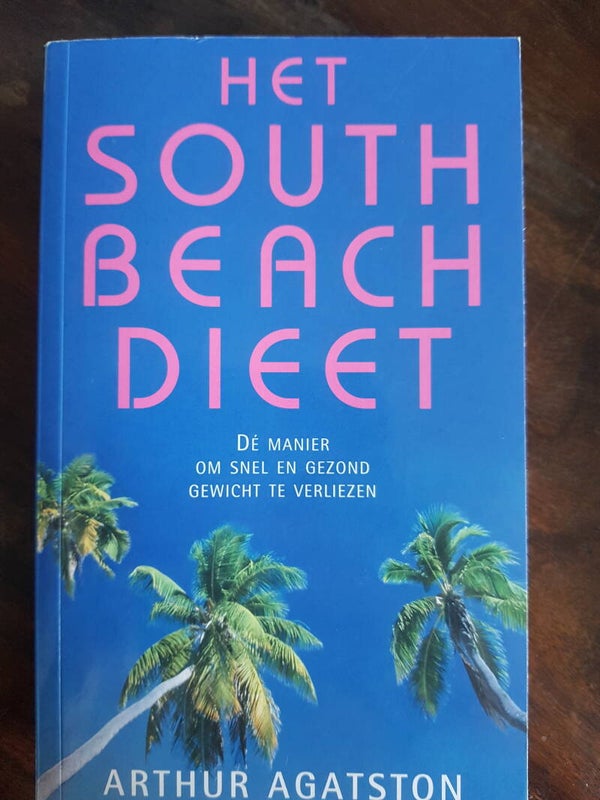 HET
SOUTH
BEACH
DIEET
DÉ MANIER
OM SNEL EN GEZOND
GEWICHT TE VERLIEZEN
ARTHUR AGATSTON